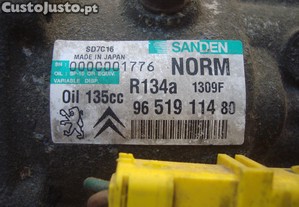 CustoJusto.pt
SD7C16
SANDEN
MADE IN JAPAN
0000001776
NORM
VARIABLE DISP.
R134a
1309F
Oil 135cc
96 519 114 80